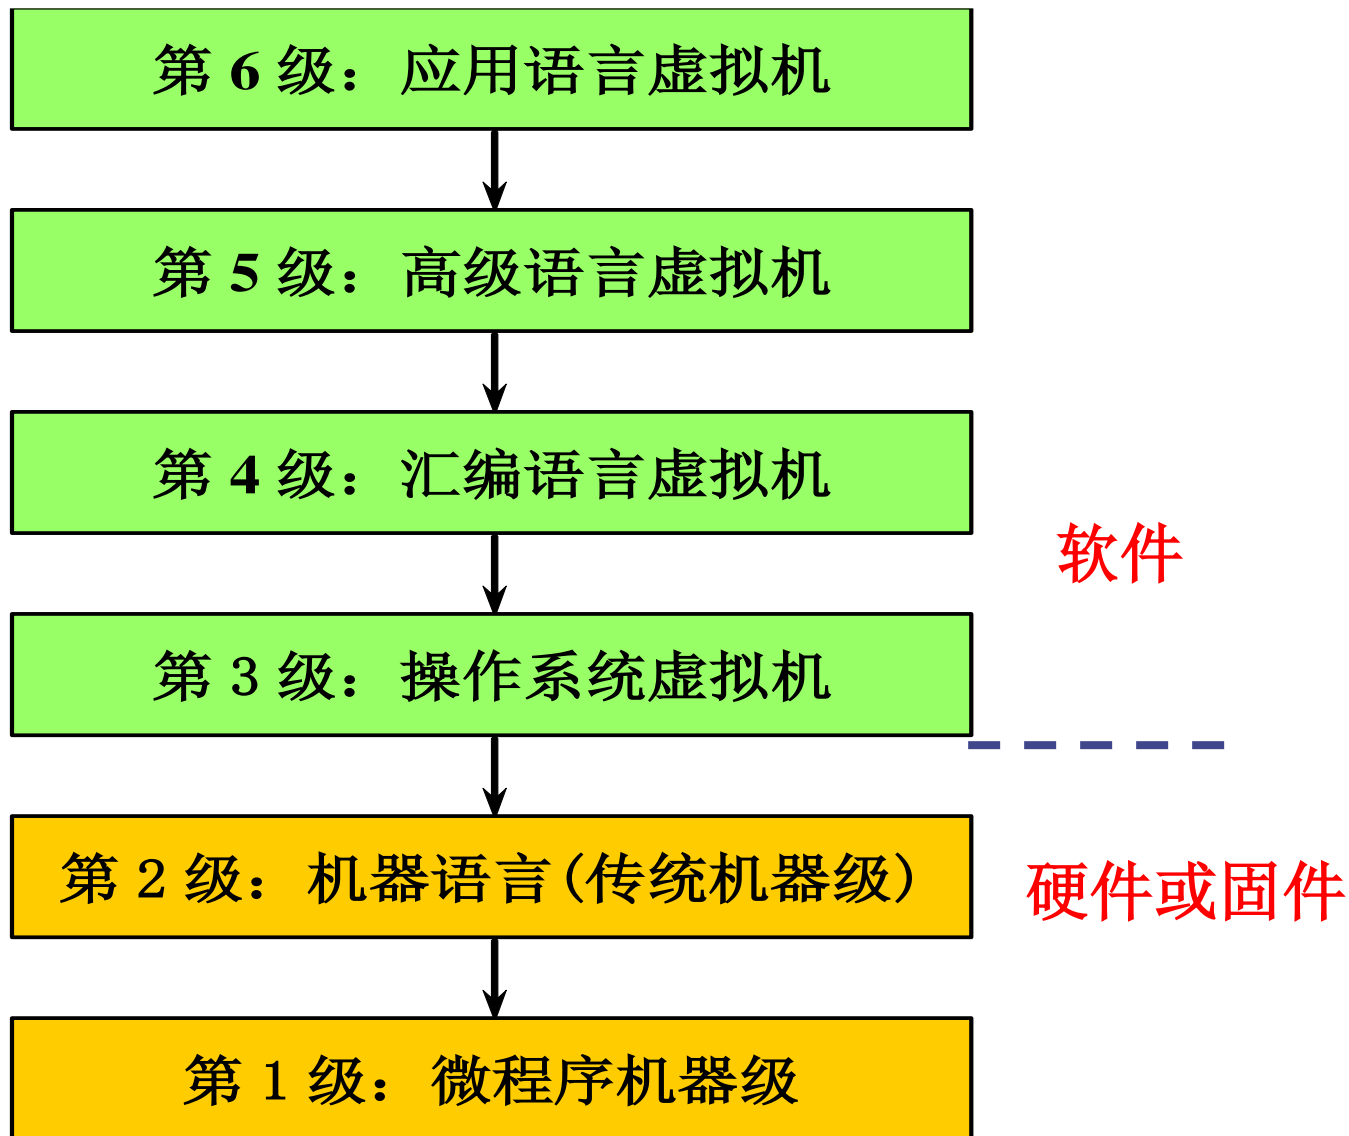 第 6 级：应用语言虚拟机
第 5 级：高级语言虚拟机
第 4 级：汇编语言虚拟机
软件
第 3 级：操作系统虚拟机
第 2 级：机器语言(传统机器级)
硬件或固件
第 1 级：微程序机器级